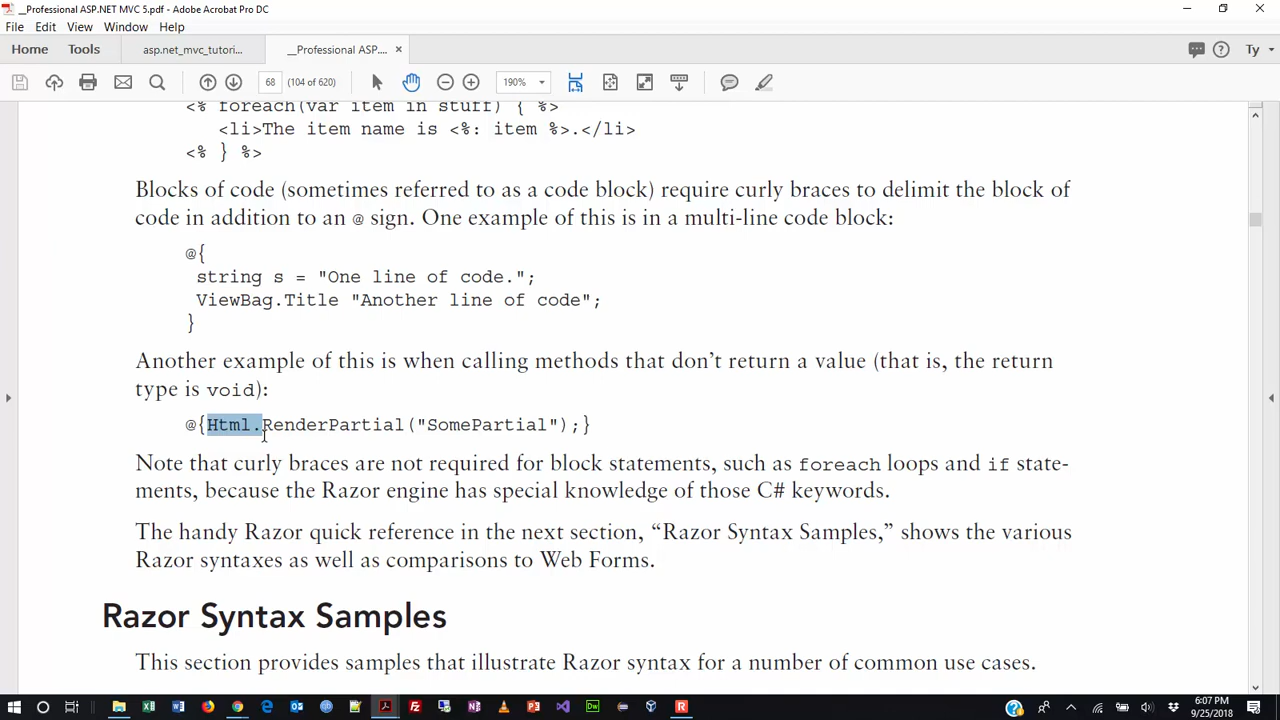 __Professional ASP.NET MVC 5.pdf - Adobe Acrobat Pro DC
File Edit View Window Help
Home Tools asp.net_mvc_tutori... __Professional ASP.... × Ty
68 (104 of 620) 190%
<% foreach(var item in stuff) { %>
<li>The item name is <%: item %>.</li>
<% } %>
Blocks of code (sometimes referred to as a code block) require curly braces to delimit the block of
code in addition to an @ sign. One example of this is in a multi-line code block:
@{
string s = "One line of code.";
ViewBag.Title "Another line of code";
}
Another example of this is when calling methods that don’t return a value (that is, the return
type is void):
@{Html.RenderPartial("SomePartial");}
Note that curly braces are not required for block statements, such as foreach loops and if state-
ments, because the Razor engine has special knowledge of those C# keywords.
The handy Razor quick reference in the next section, “Razor Syntax Samples,” shows the various
Razor syntaxes as well as comparisons to Web Forms.
Razor Syntax Samples
This section provides samples that illustrate Razor syntax for a number of common use cases.
6:07 PM
9/25/2018